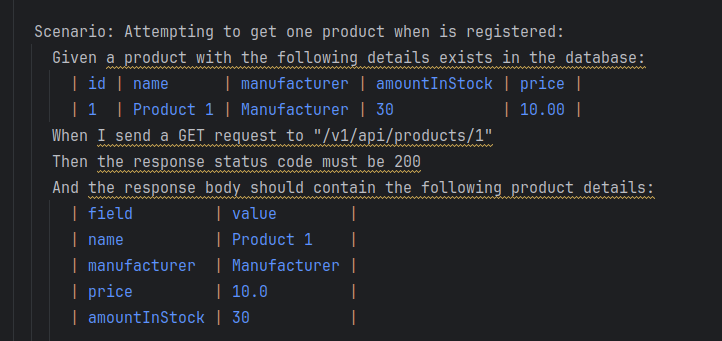 Scenario: Attempting to get one product when is registered:
Given a product with the following details exists in the database:
| id | name | manufacturer | amountInStock | price |
| 1 | Product 1 | Manufacturer | 30 | 10.00 |
When I send a GET request to "/v1/api/products/1"
Then the response status code must be 200
And the response body should contain the following product details:
| field | value |
| name | Product 1 |
| manufacturer | Manufacturer |
| price | 10.0 |
| amountInStock | 30 |